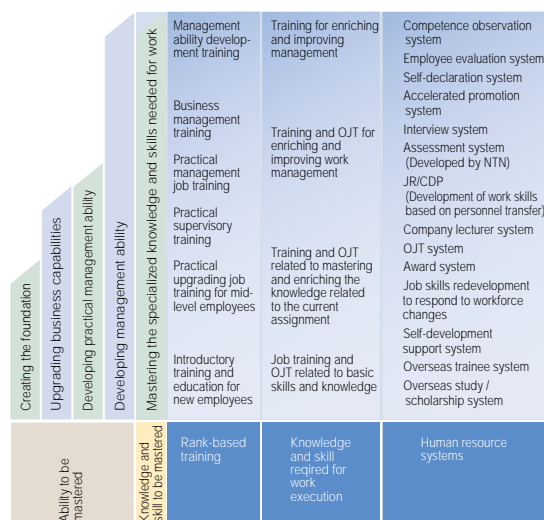 Creating the foundation
Upgrading business capabilities
Developing practical management ability
Developing management ability
Mastering the specialized knowledge and skills needed for work
Management
ability develop-
ment training
Business
management
training
Practical
management
job training
Practical
supervisory
training
Practical
upgrading job
training for mid-
level employees
Introductory
training and
education for
new employees
Training for enriching
and improving
management
Training and OJT for
enriching and
improving work
management
Training and OJT
related to mastering
and enriching the
knowledge related
to the current
assignment
Job training and
OJT related to basic
skills and knowledge
Competence observation
system
Employee evaluation system
Self-declaration system
Accelerated promotion
system
Interview system
Assessment system
(Developed by NTN)
JR/CDP
(Development of work skills
based on personnel transfer)
Company lecturer system
OJT system
Award system
Job skills redevelopment
to respond to workforce
changes
Self-development
support system
Overseas trainee system
Overseas study /
scholarship system
Ability to be
mastered
Knowledge and
skill to be mastered
Rank-based
training
Knowledge
and skill
reqired for
work
execution
Human resource
systems